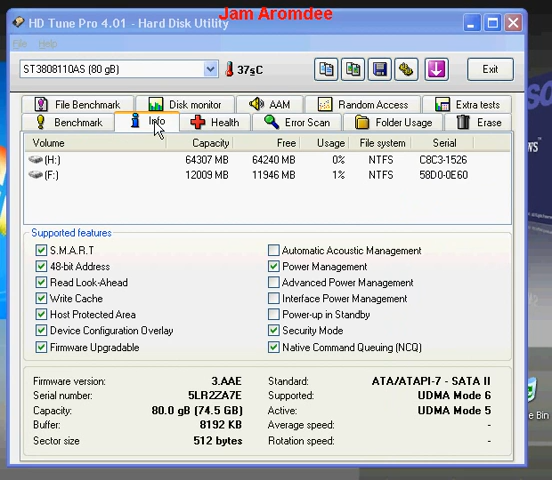 Jam Aromdee
HD Tune Pro 4.01 - Hard Disk Utility
File Help
ST3808110AS (80 gB) 37ȿC Exit
File Benchmark Disk monitor AAM Random Access Extra tests
Benchmark Info Health Error Scan Folder Usage Erase
Volume Capacity Free Usage File system Serial
(H:) 64307 MB 64240 MB 0% NTFS C8C3-1526
(F:) 12009 MB 11946 MB 1% NTFS 58D0-0E60
Supported features
S.M.A.R.T Automatic Acoustic Management
48-bit Address Power Management
Read Look-Ahead Advanced Power Management
Write Cache Interface Power Management
Host Protected Area Power-up in Standby
Device Configuration Overlay Security Mode
Firmware Upgradable Native Command Queuing (NCQ)
Firmware version: 3.AAE Standard: ATA/ATAPI-7 - SATA II
Serial number: 5LR2ZA7E Supported: UDMA Mode 6
Capacity: 80.0 gB (74.5 GB) Active: UDMA Mode 5
Buffer: 8192 KB Average speed: -
Sector size 512 bytes Rotation speed: -